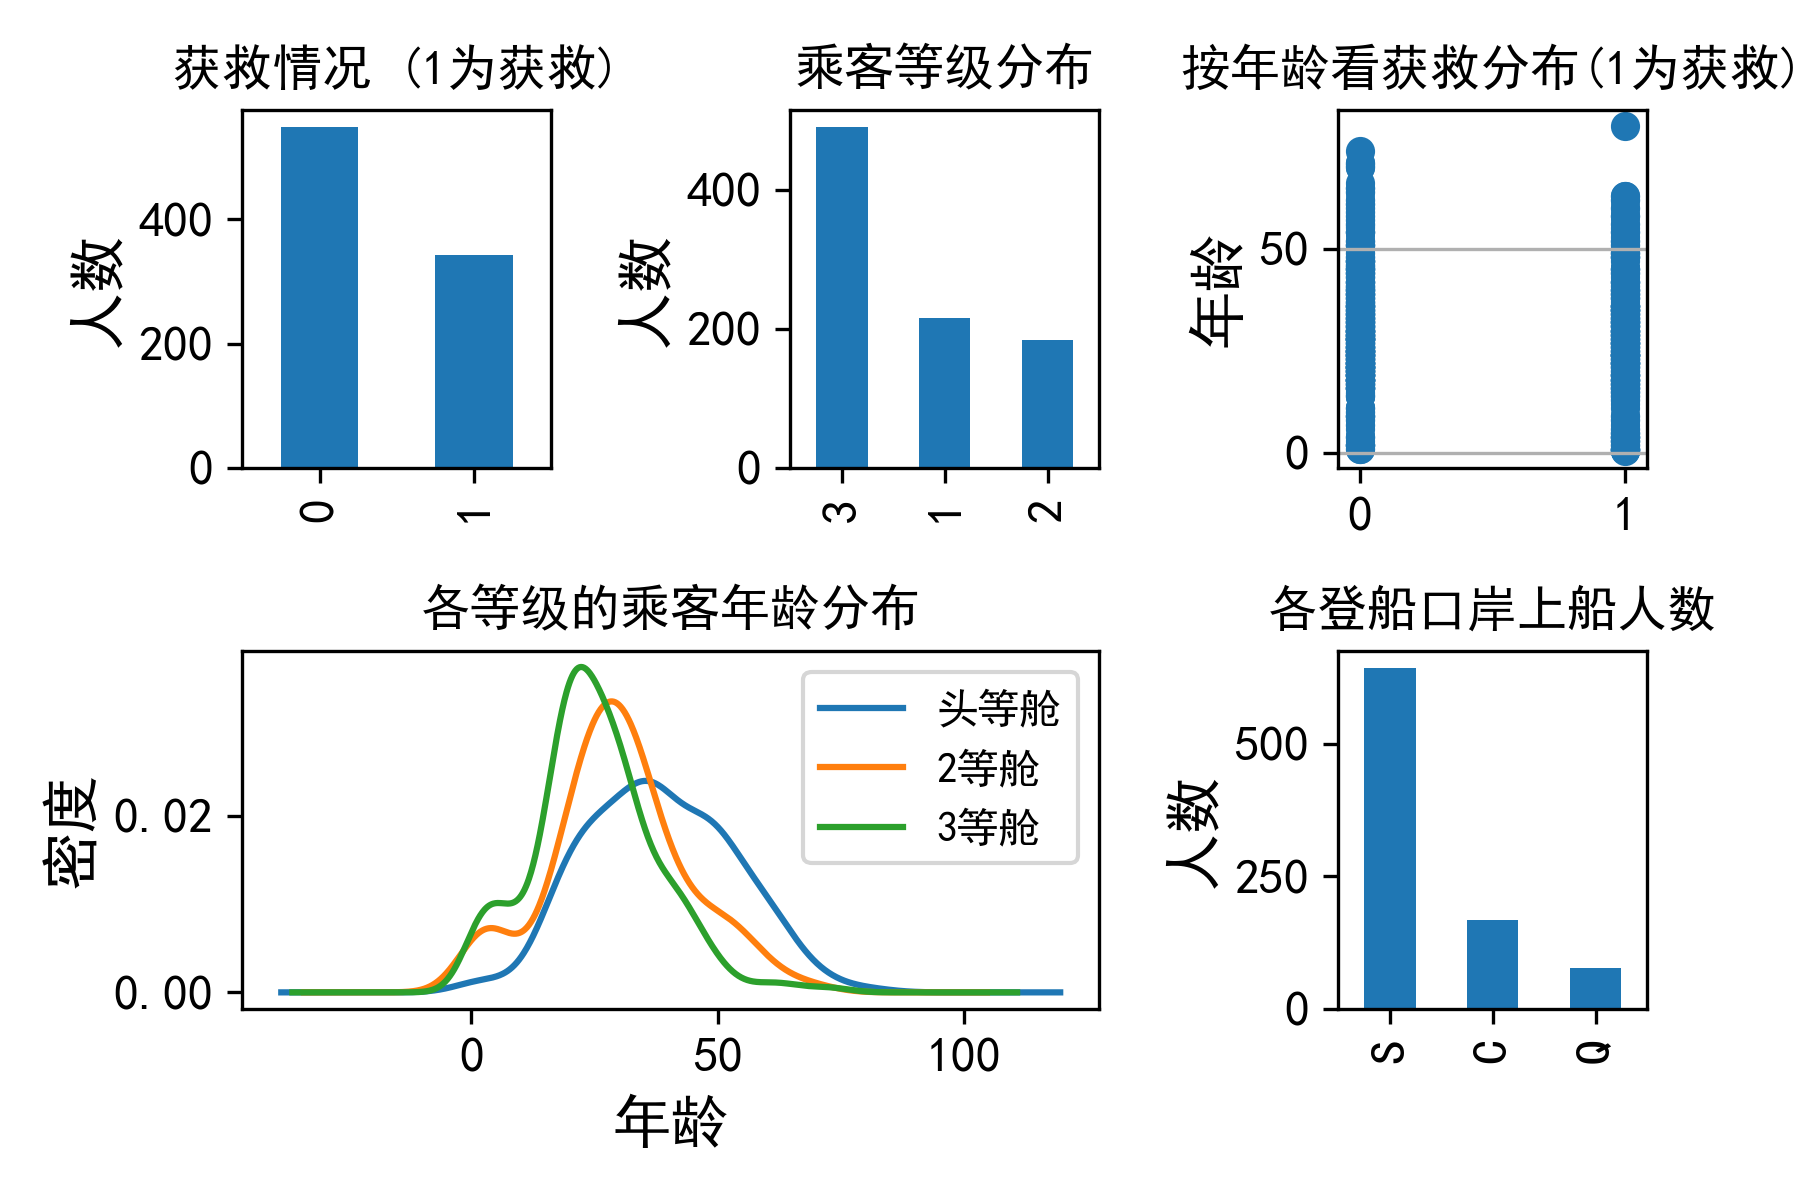 获救情况 (1为获救)
人数
400
200
0
0
1
乘客等级分布
人数
400
200
0
3
1
2
按年龄看获救分布(1为获救)
年龄
50
0
0
1
各等级的乘客年龄分布
密度
0.02
0.00
0
50
100
年龄
头等舱
2等舱
3等舱
各登船口岸上船人数
人数
500
250
0
S
C
Q